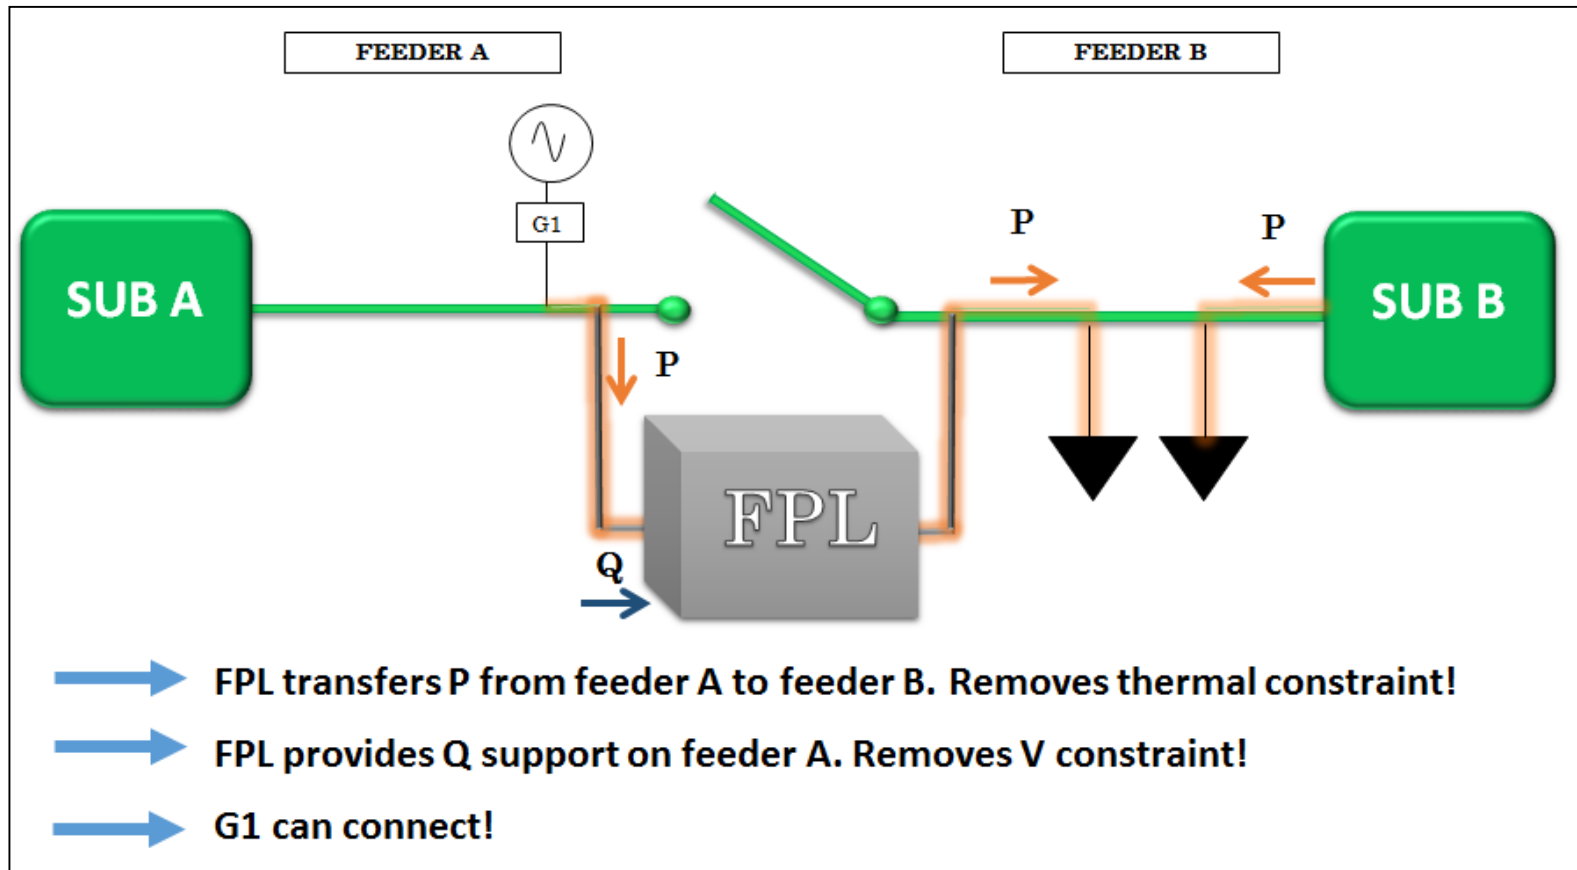 FEEDER A
FEEDER B
G1
P
P
SUB A
SUB B
P
FPL
Q
FPL transfers P from feeder A to feeder B. Removes thermal constraint!
FPL provides Q support on feeder A. Removes V constraint!
G1 can connect!